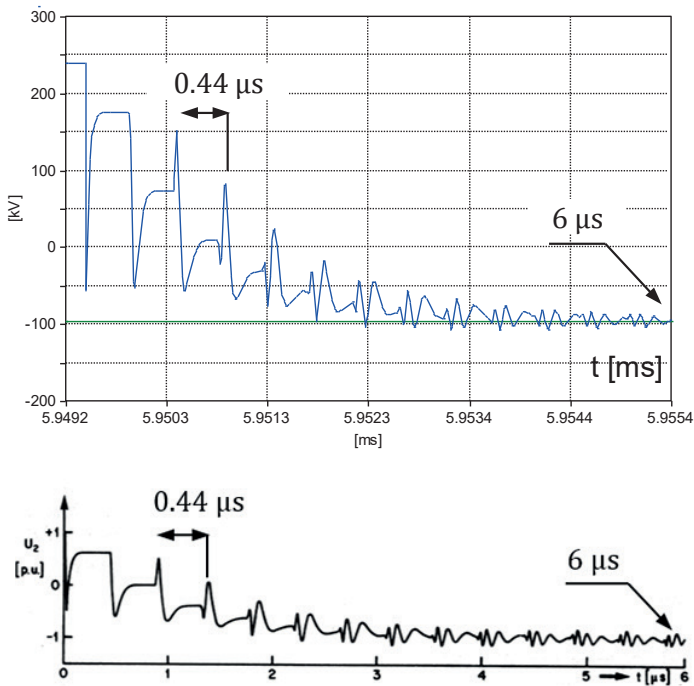 300
0.44 µs
200
100
[kV]
0
6 µs
-100
t [ms]
-200
5.9492 5.9503 5.9513 5.9523 5.9534 5.9544 5.9554
[ms]
0.44 µs
+1
U2
[p.u.]
0
6 µs
-1
0 1 2 3 4 5 t [µs] 6